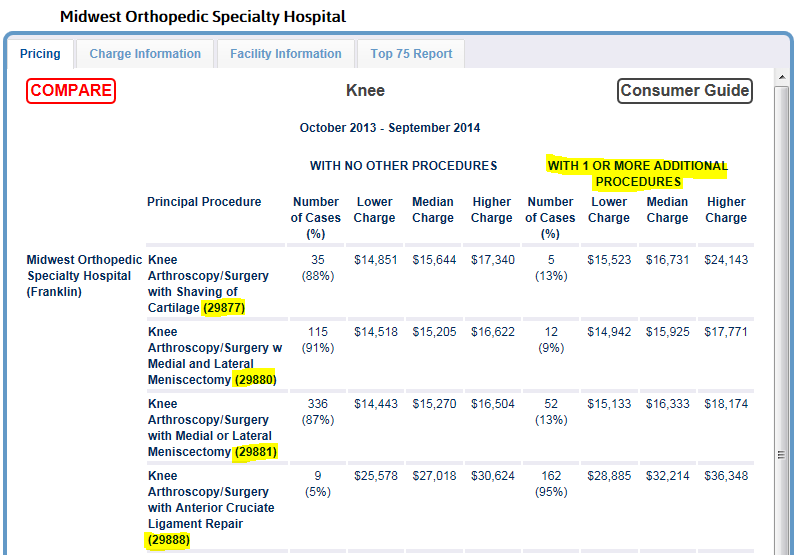 Midwest Orthopedic Specialty Hospital
Pricing Charge Information Facility Information Top 75 Report
COMPARE Knee Consumer Guide
October 2013 - September 2014
WITH NO OTHER PROCEDURES WITH 1 OR MORE ADDITIONAL
PROCEDURES
Principal Procedure Number Lower Median Higher Number Lower Median Higher
of Cases Charge Charge Charge of Cases Charge Charge Charge
(%) (%)
Midwest Orthopedic Knee 35 $14,851 $15,644 $17,340 5 $15,523 $16,731 $24,143
Specialty Hospital Arthroscopy/Surgery (88%) (13%)
(Franklin) with Shaving of
Cartilage (29877)
Knee 115 $14,518 $15,205 $16,622 12 $14,942 $15,925 $17,771
Arthroscopy/Surgery w (91%) (9%)
Medial and Lateral
Meniscectomy (29880)
Knee 336 $14,443 $15,270 $16,504 52 $15,133 $16,333 $18,174
Arthroscopy/Surgery (87%) (13%)
with Medial or Lateral
Meniscectomy (29881)
Knee 9 $25,578 $27,018 $30,624 162 $28,885 $32,214 $36,348
Arthroscopy/Surgery (5%) (95%)
with Anterior Cruciate
Ligament Repair
(29888)